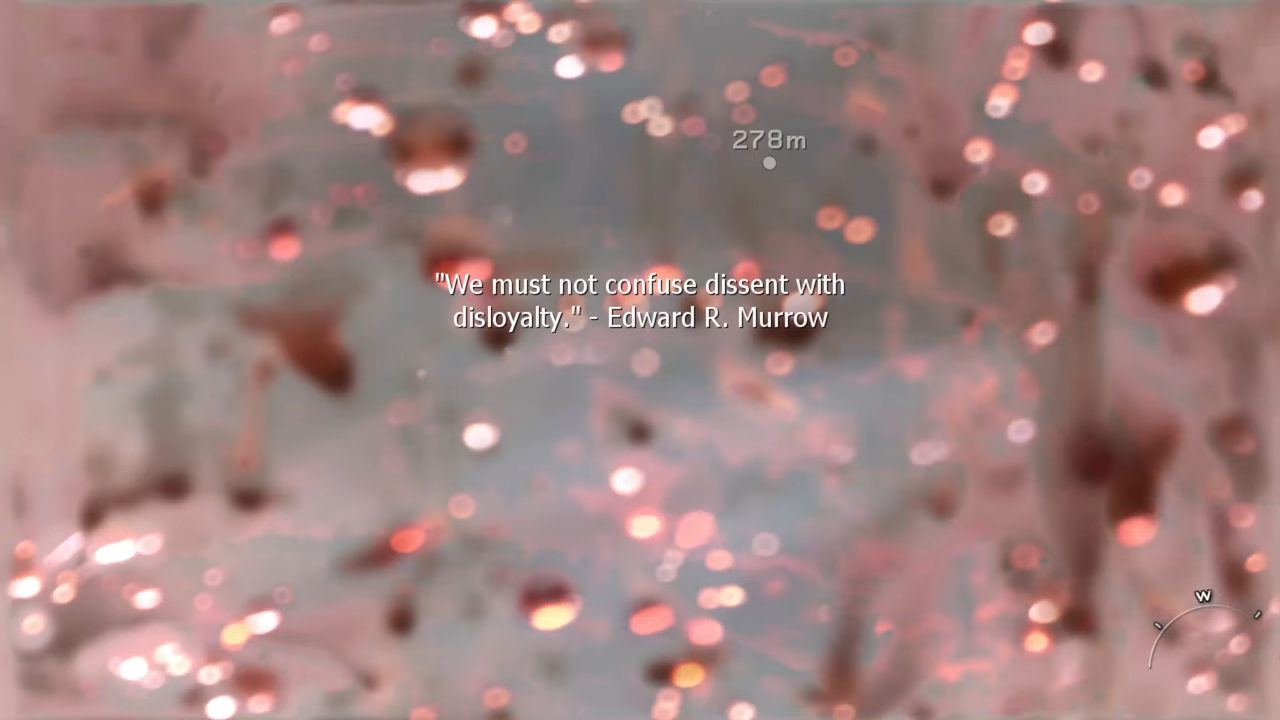 278m
"We must not confuse dissent with
disloyalty." - Edward R. Murrow
W